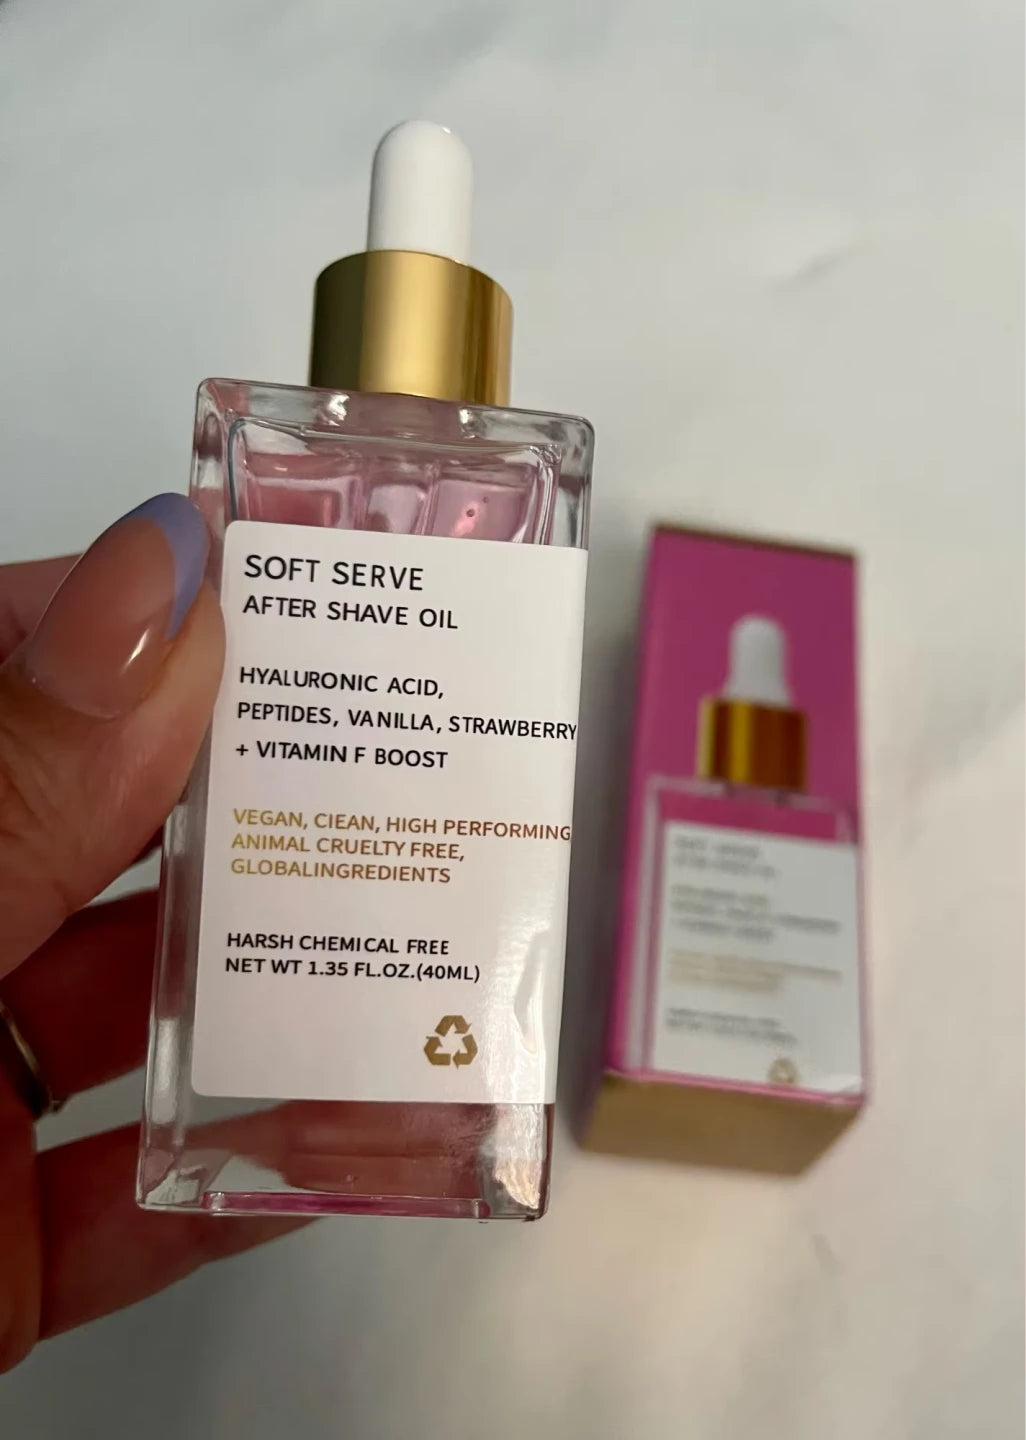 SOFT SERVE
AFTER SHAVE OIL
HYALURONIC ACID,
PEPTIDES, VANILLA, STRAWBERRY
+ VITAMIN F BOOST
VEGAN, CIEAN, HIGH PERFORMING
ANIMAL CRUELTY FREE,
GLOBALINGREDIENTS
HARSH CHEMICAL FREE
NET WT 1.35 FL.OZ.(40ML)